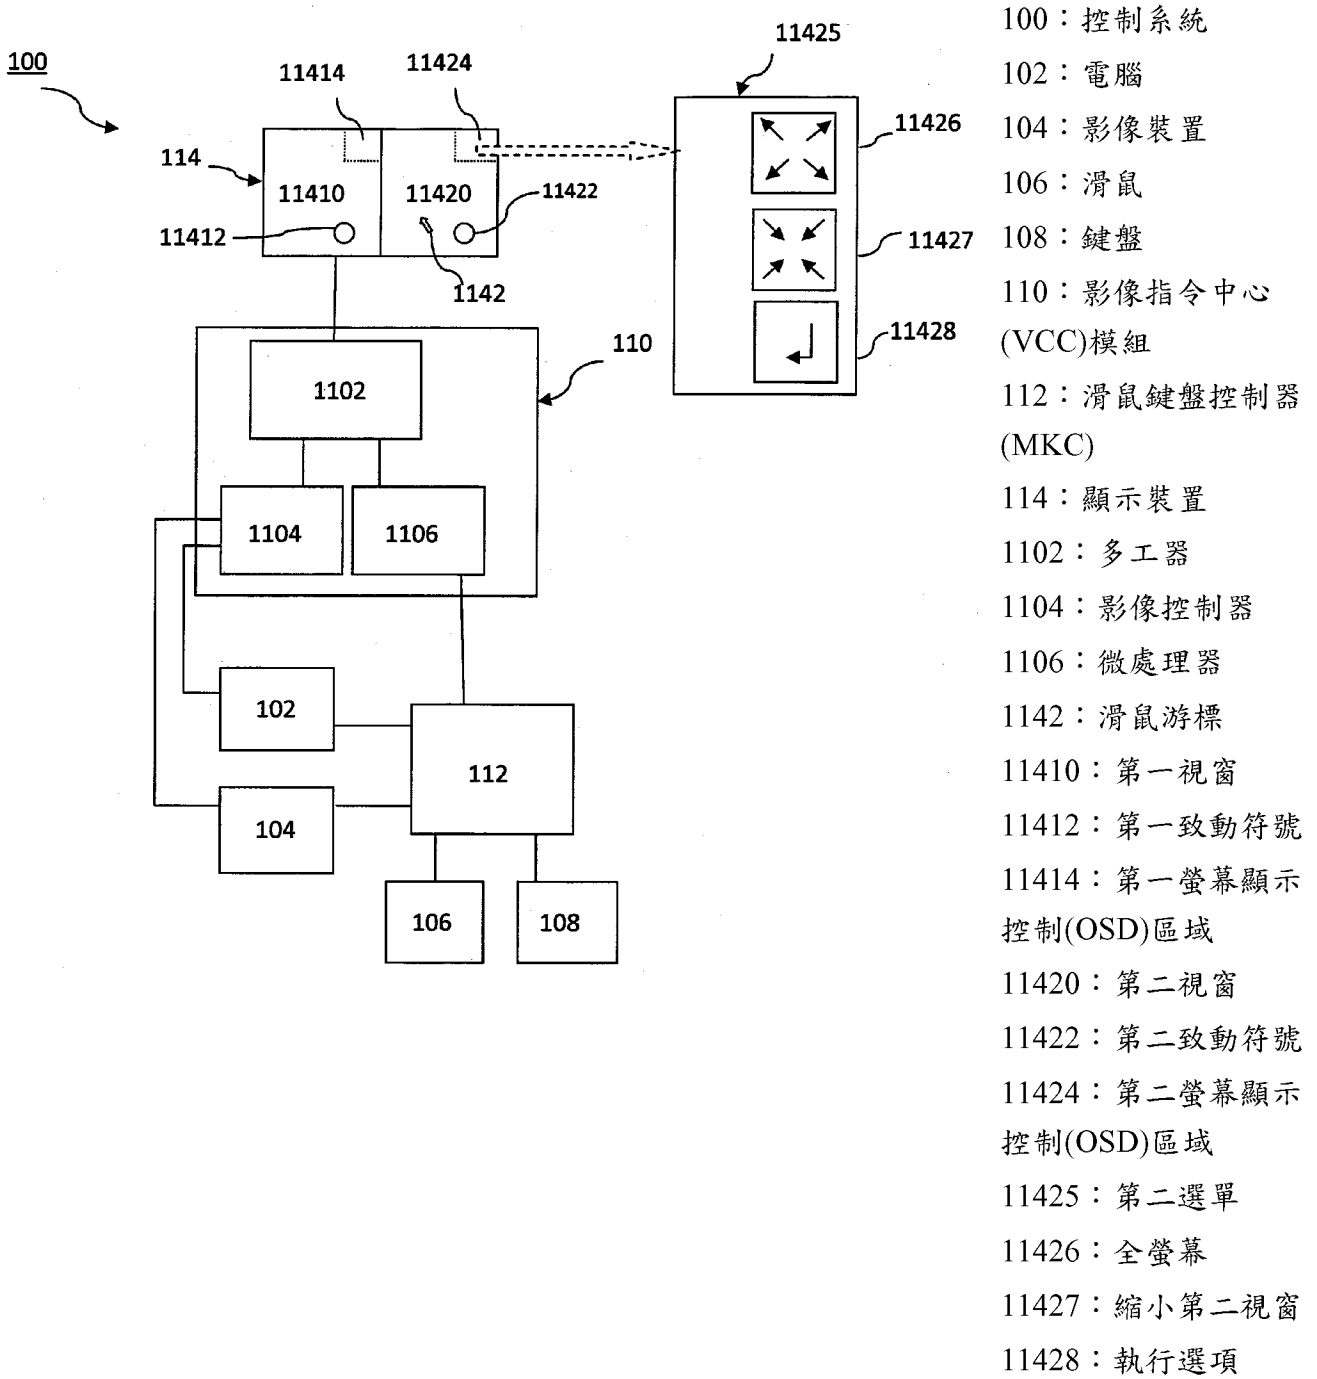 100
11414
11424
11425
11426
114
11410
11420
11422
11412
11427
1142
11428
110
1102
1104
1106
102
112
104
106
108
100：控制系統
102：電腦
104：影像裝置
106：滑鼠
108：鍵盤
110：影像指令中心
(VCC)模組
112：滑鼠鍵盤控制器
(MKC)
114：顯示裝置
1102：多工器
1104：影像控制器
1106：微處理器
1142：滑鼠游標
11410：第一視窗
11412：第一致動符號
11414：第一螢幕顯示
控制(OSD)區域
11420：第二視窗
11422：第二致動符號
11424：第二螢幕顯示
控制(OSD)區域
11425：第二選單
11426：全螢幕
11427：縮小第二視窗
11428：執行選項